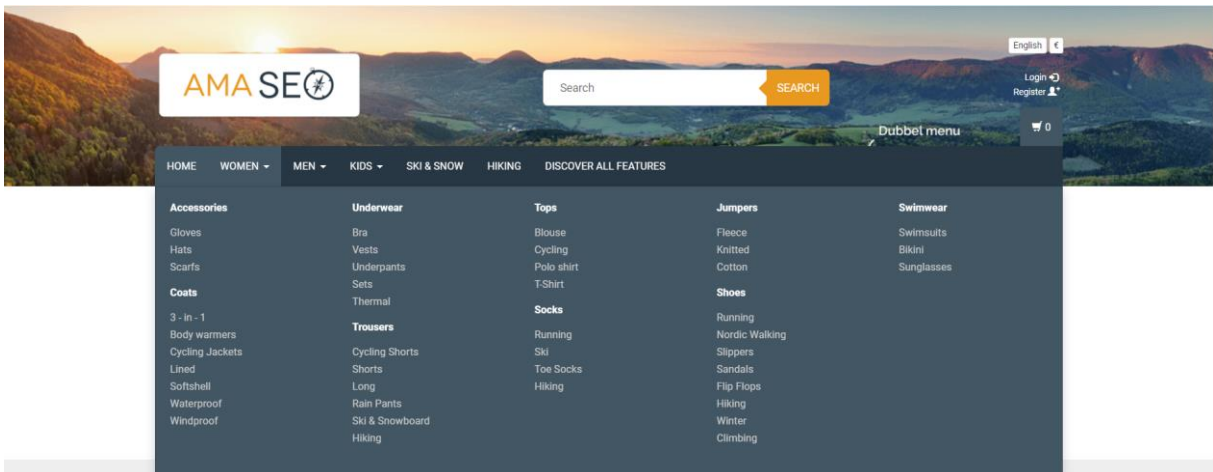 English €
AMASEO
Search SEARCH
Login
Register
Dubbel menu
0
HOME WOMEN MEN KIDS SKI & SNOW HIKING DISCOVER ALL FEATURES
Accessories
Gloves
Hats
Scarfs
Coats
3 - in - 1
Body warmers
Cycling Jackets
Lined
Softshell
Waterproof
Windproof
Underwear
Bra
Vests
Underpants
Sets
Thermal
Trousers
Cycling Shorts
Shorts
Long
Rain Pants
Ski & Snowboard
Hiking
Tops
Blouse
Cycling
Polo shirt
T-Shirt
Socks
Running
Ski
Toe Socks
Hiking
Jumpers
Fleece
Knitted
Cotton
Shoes
Running
Nordic Walking
Slippers
Sandals
Flip Flops
Hiking
Winter
Climbing
Swimwear
Swimsuits
Bikini
Sunglasses